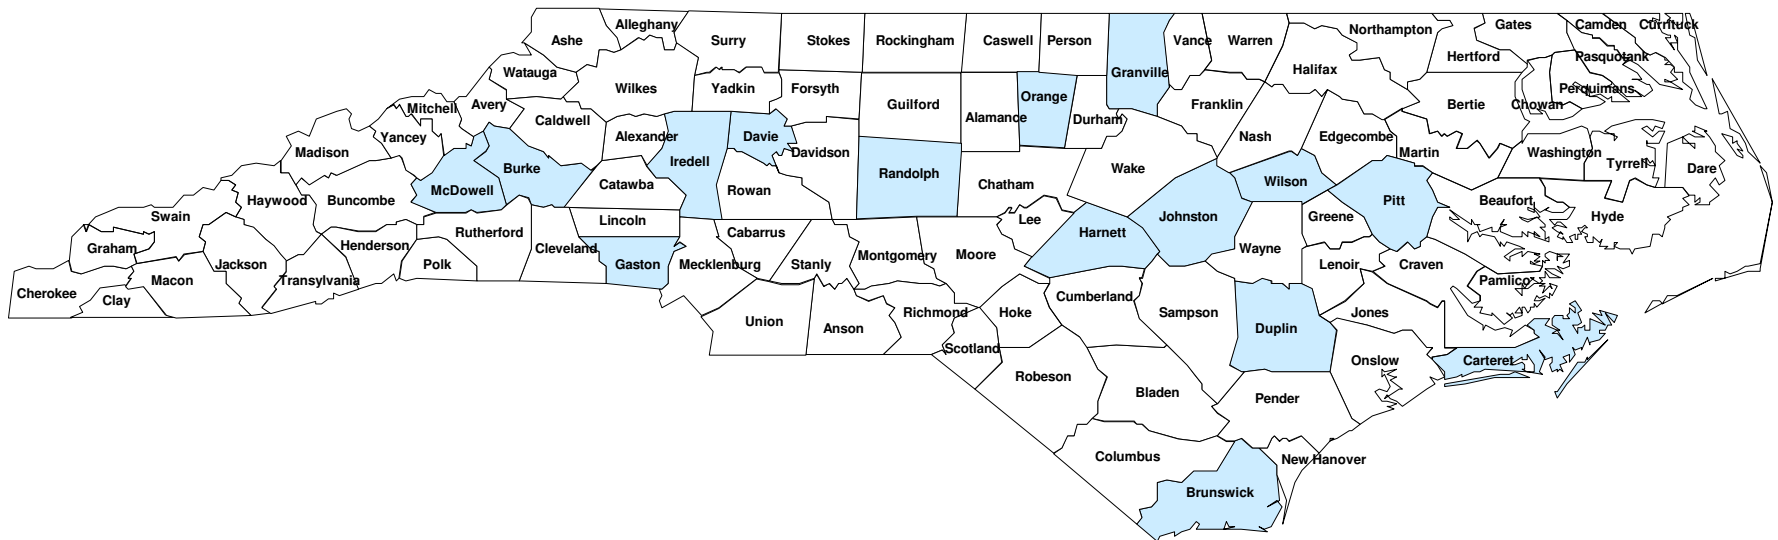 Alleghany
Ashe
Surry
Stokes
Rockingham
Caswell
Person
Granville
Vance
Warren
Northampton
Gates
Camden
Currituck
Hertford
Pasquotank
Watauga
Wilkes
Yadkin
Forsyth
Guilford
Alamance
Orange
Durham
Franklin
Halifax
Bertie
Chowan
Perquimans
Mitchell
Avery
Caldwell
Alexander
Davie
Davidson
Nash
Edgecombe
Martin
Washington
Tyrrell
Dare
Madison
Yancey
McDowell
Burke
Iredell
Catawba
Rowan
Randolph
Chatham
Wake
Wilson
Pitt
Beaufort
Hyde
Haywood
Buncombe
Swain
Rutherford
Lincoln
Cleveland
Gaston
Cabarrus
Mecklenburg
Stanly
Montgomery
Moore
Lee
Harnett
Johnston
Wayne
Greene
Lenoir
Craven
Pamlico
Graham
Henderson
Polk
Jackson
Transylvania
Macon
Cherokee
Clay
Union
Anson
Richmond
Hoke
Cumberland
Sampson
Duplin
Jones
Scotland
Onslow
Carteret
Robeson
Bladen
Pender
Columbus
New Hanover
Brunswick